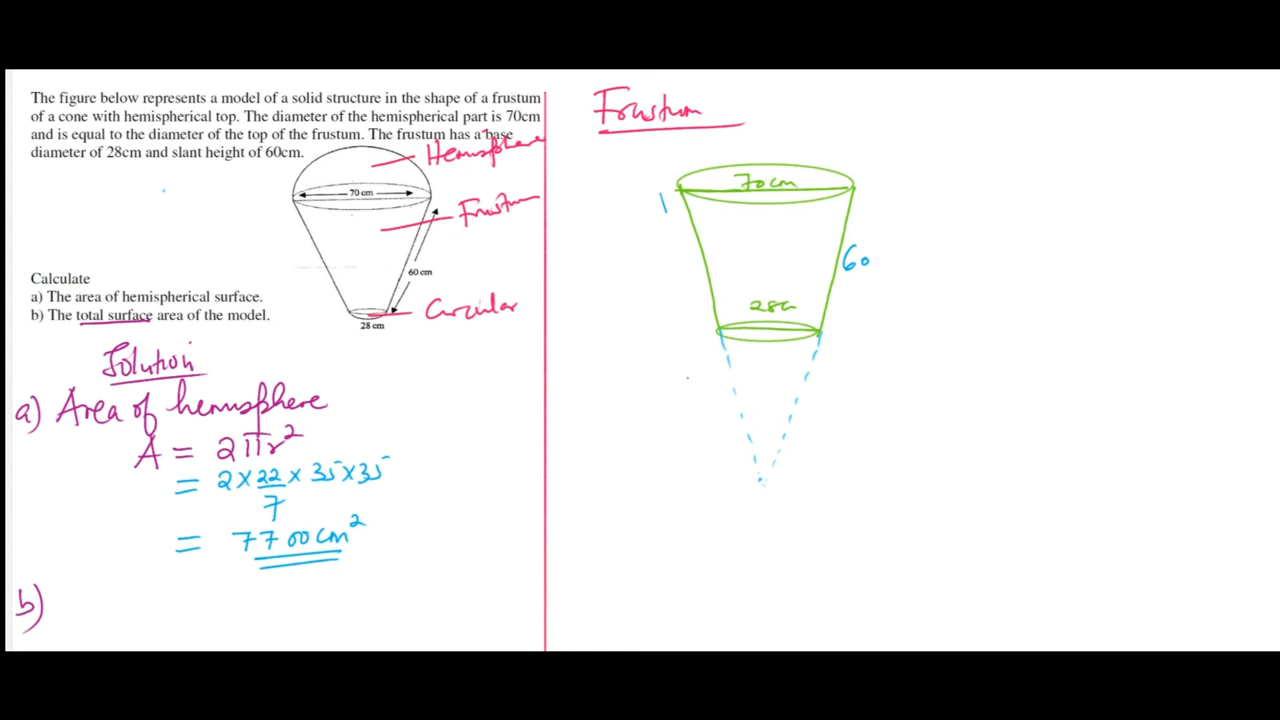 The figure below represents a model of a solid structure in the shape of a frustum
of a cone with hemispherical top. The diameter of the hemispherical part is 70cm
and is equal to the diameter of the top of the frustum. The frustum has a base
diameter of 28cm and slant height of 60cm.
Hemisphere
70 cm
Frustum
60 cm
Circular
28 cm
Calculate
a) The area of hemispherical surface.
b) The total surface area of the model.
Solution
a) Area of hemisphere
A = 2πr²
= 2 × 22/7 × 35 × 35
= 7700cm²
b)
Frustum
70cm
60
28c